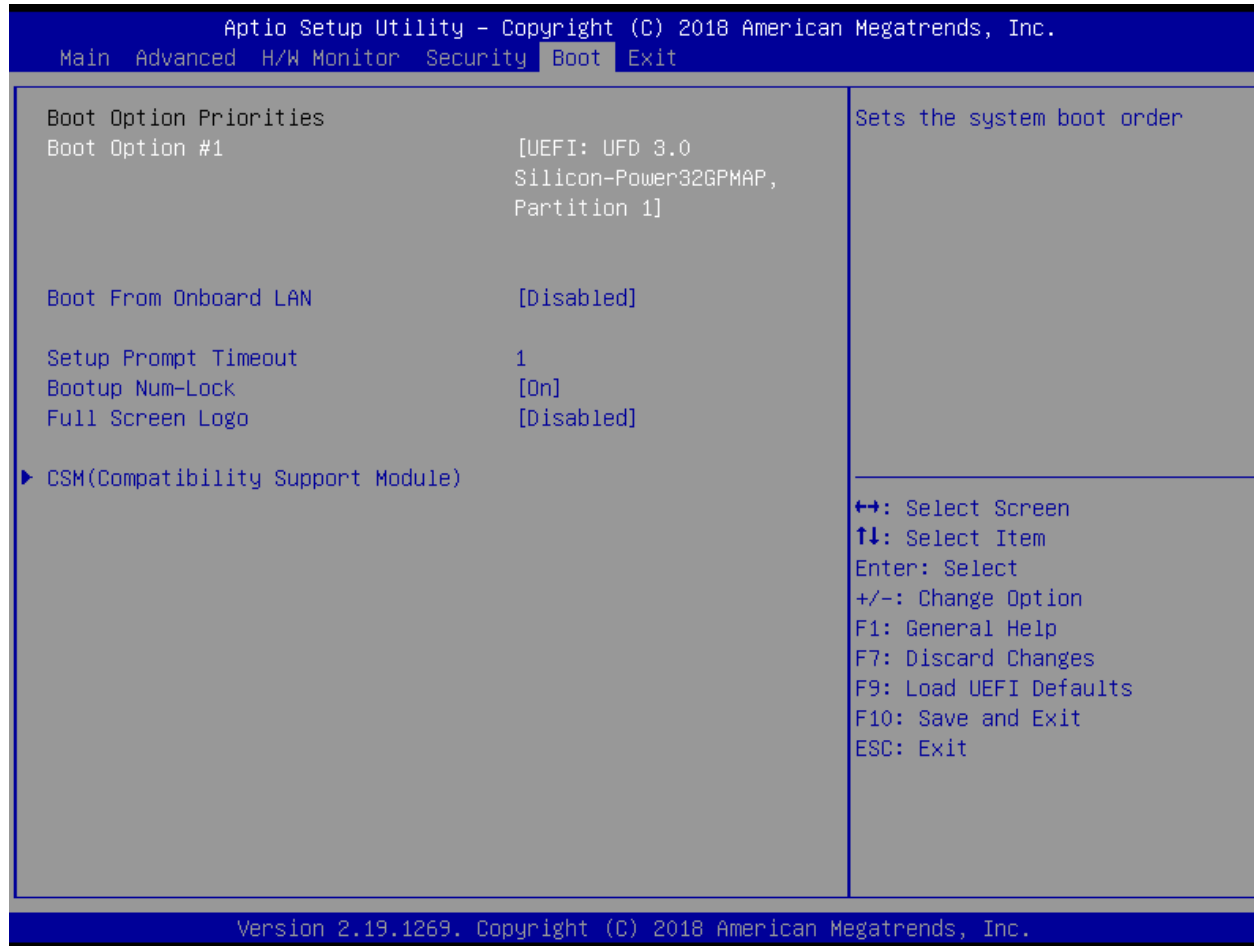 Aptio Setup Utility – Copyright (C) 2018 American Megatrends, Inc.
Main Advanced H/W Monitor Security Boot Exit
Boot Option Priorities
Boot Option #1 [UEFI: UFD 3.0
Silicon-Power32GPMAP,
Partition 1]
Boot From Onboard LAN [Disabled]
Setup Prompt Timeout 1
Bootup Num-Lock [On]
Full Screen Logo [Disabled]
CSM(Compatibility Support Module)
Sets the system boot order
↔: Select Screen
↑↓: Select Item
Enter: Select
+/-: Change Option
F1: General Help
F7: Discard Changes
F9: Load UEFI Defaults
F10: Save and Exit
ESC: Exit
Version 2.19.1269. Copyright (C) 2018 American Megatrends, Inc.